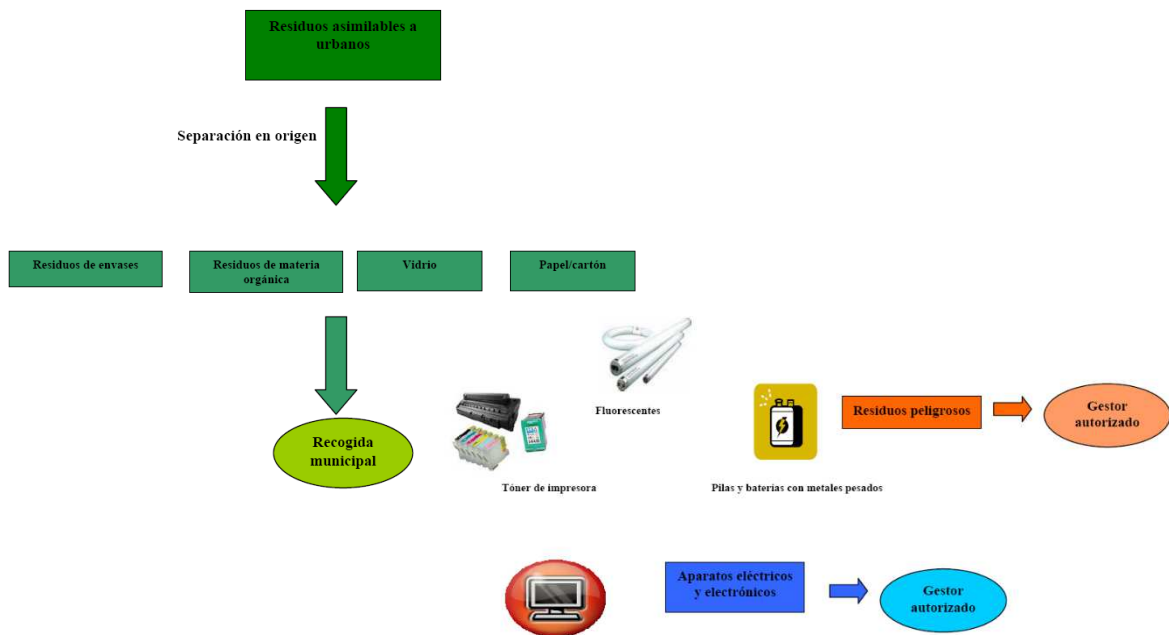 Residuos asimilables a
urbanos
Separación en origen
Residuos de envases
Residuos de materia
orgánica
Vidrio
Papel/cartón
Recogida
municipal
Fluorescentes
Tóner de impresora
Pilas y baterías con metales pesados
Residuos peligrosos
Gestor
autorizado
Aparatos eléctricos
y electrónicos
Gestor
autorizado